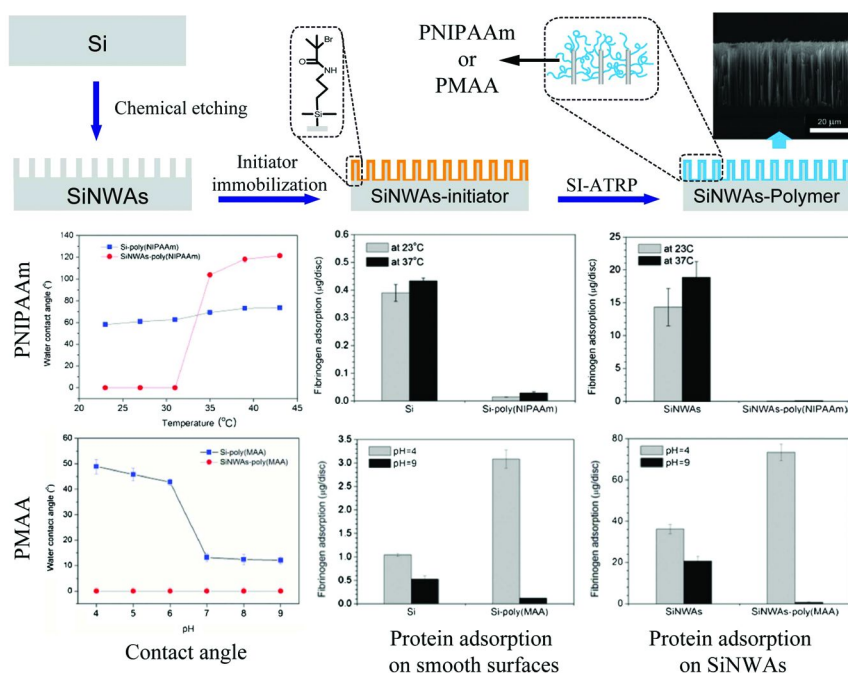 Si
Chemical etching
SiNWAs
Initiator
immobilization
Br
O
NH
Si
SiNWAs-initiator
PNIPAAm
or
PMAA
SI-ATRP
20 μm
SiNWAs-Polymer
PNIPAAm
Water contact angle (°)
140
120
100
80
60
40
20
0
Si-poly(NIPAAm)
SiNWAs-poly(NIPAAm)
20 25 30 35 40 45
Temperature (°C)
Fibrinogen adsorption (μg/disc)
0.6
0.5
0.4
0.3
0.2
0.1
0.0
at 23°C
at 37°C
Si Si-poly(NIPAAm)
Fibrinogen adsorption (μg/disc)
25
20
15
10
5
0
at 23C
at 37C
SiNWAs SiNWAs-poly(NIPAAm)
PMAA
Water contact angle (°)
60
50
40
30
20
10
0
Si-poly(MAA)
SiNWAs-poly(MAA)
4 5 6 7 8 9
pH
Fibrinogen adsorption (μg/disc)
3.5
3.0
2.5
2.0
1.5
1.0
0.5
0.0
pH=4
pH=9
Si Si-poly(MAA)
Fibrinogen adsorption (μg/disc)
80
60
40
20
0
pH=4
pH=9
SiNWAs SiNWAs-poly(MAA)
Contact angle
Protein adsorption
on smooth surfaces
Protein adsorption
on SiNWAs